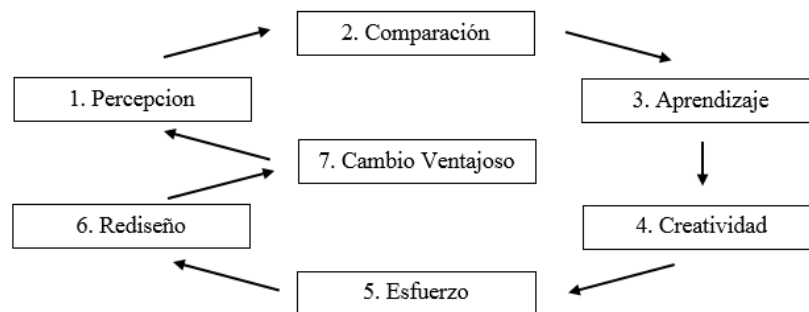 1. Percepcion
2. Comparación
3. Aprendizaje
4. Creatividad
5. Esfuerzo
6. Rediseño
7. Cambio Ventajoso